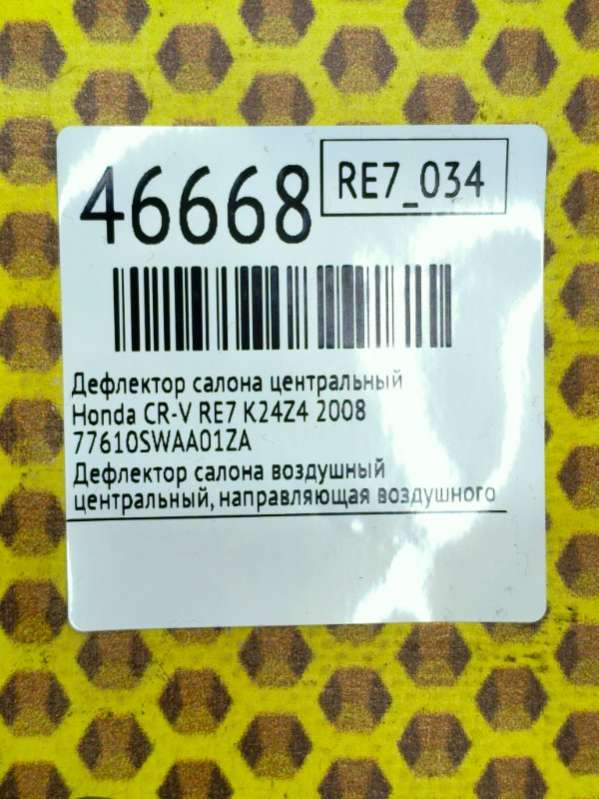 46668
RE7_034
Дефлектор салона центральный
Honda CR-V RE7 K24Z4 2008
77610SWAA01ZA
Дефлектор салона воздушный
центральный, направляющая воздушного